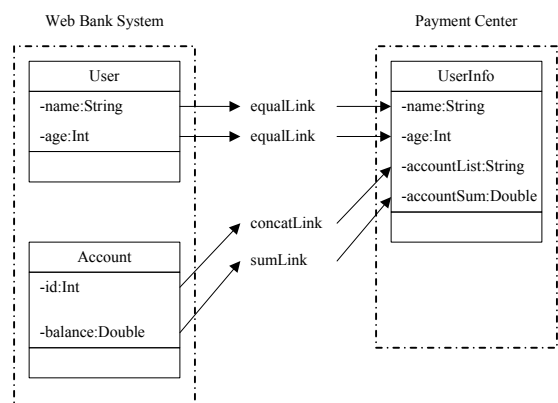 Web Bank System
Payment Center
User
-name:String
-age:Int
equalLink
equalLink
UserInfo
-name:String
-age:Int
-accountList:String
-accountSum:Double
concatLink
sumLink
Account
-id:Int
-balance:Double